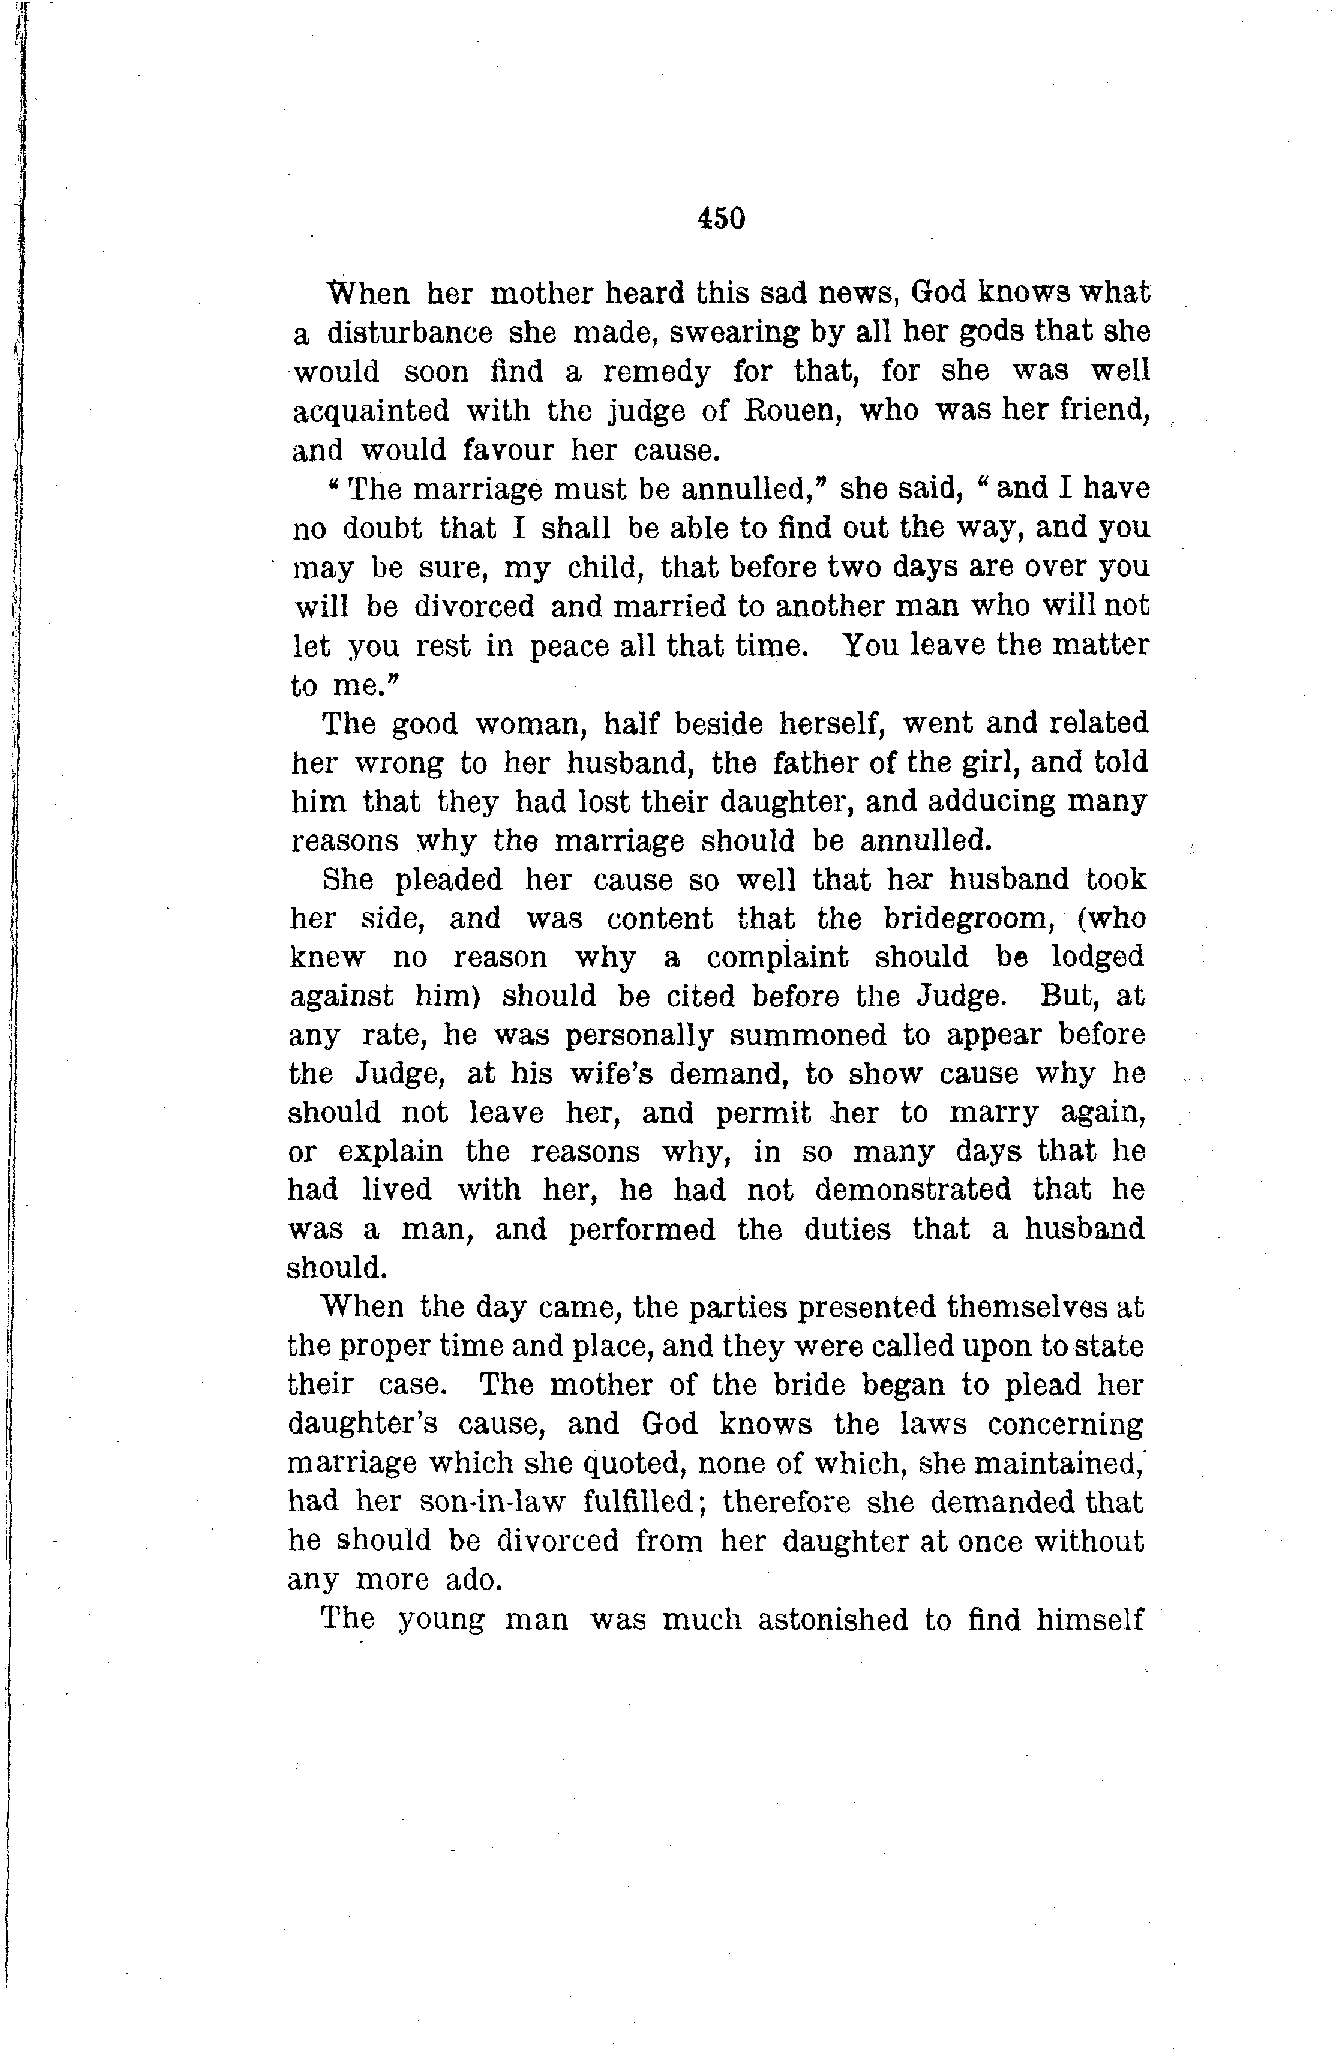 450
When her mother heard this sad news, God knows what
a disturbance she made, swearing by all her gods that she
would soon find a remedy for that, for she was well
acquainted with the judge of Rouen, who was her friend,
and would favour her cause.
“ The marriage must be annulled,” she said, “ and I have
no doubt that I shall be able to find out the way, and you
may be sure, my child, that before two days are over you
will be divorced and married to another man who will not
let you rest in peace all that time. You leave the matter
to me.”
The good woman, half beside herself, went and related
her wrong to her husband, the father of the girl, and told
him that they had lost their daughter, and adducing many
reasons why the marriage should be annulled.
She pleaded her cause so well that her husband took
her side, and was content that the bridegroom, (who
knew no reason why a complaint should be lodged
against him) should be cited before the Judge. But, at
any rate, he was personally summoned to appear before
the Judge, at his wife's demand, to show cause why he
should not leave her, and permit her to marry again,
or explain the reasons why, in so many days that he
had lived with her, he had not demonstrated that he
was a man, and performed the duties that a husband
should.
When the day came, the parties presented themselves at
the proper time and place, and they were called upon to state
their case. The mother of the bride began to plead her
daughter's cause, and God knows the laws concerning
marriage which she quoted, none of which, she maintained,
had her son-in-law fulfilled; therefore she demanded that
he should be divorced from her daughter at once without
any more ado.
The young man was much astonished to find himself